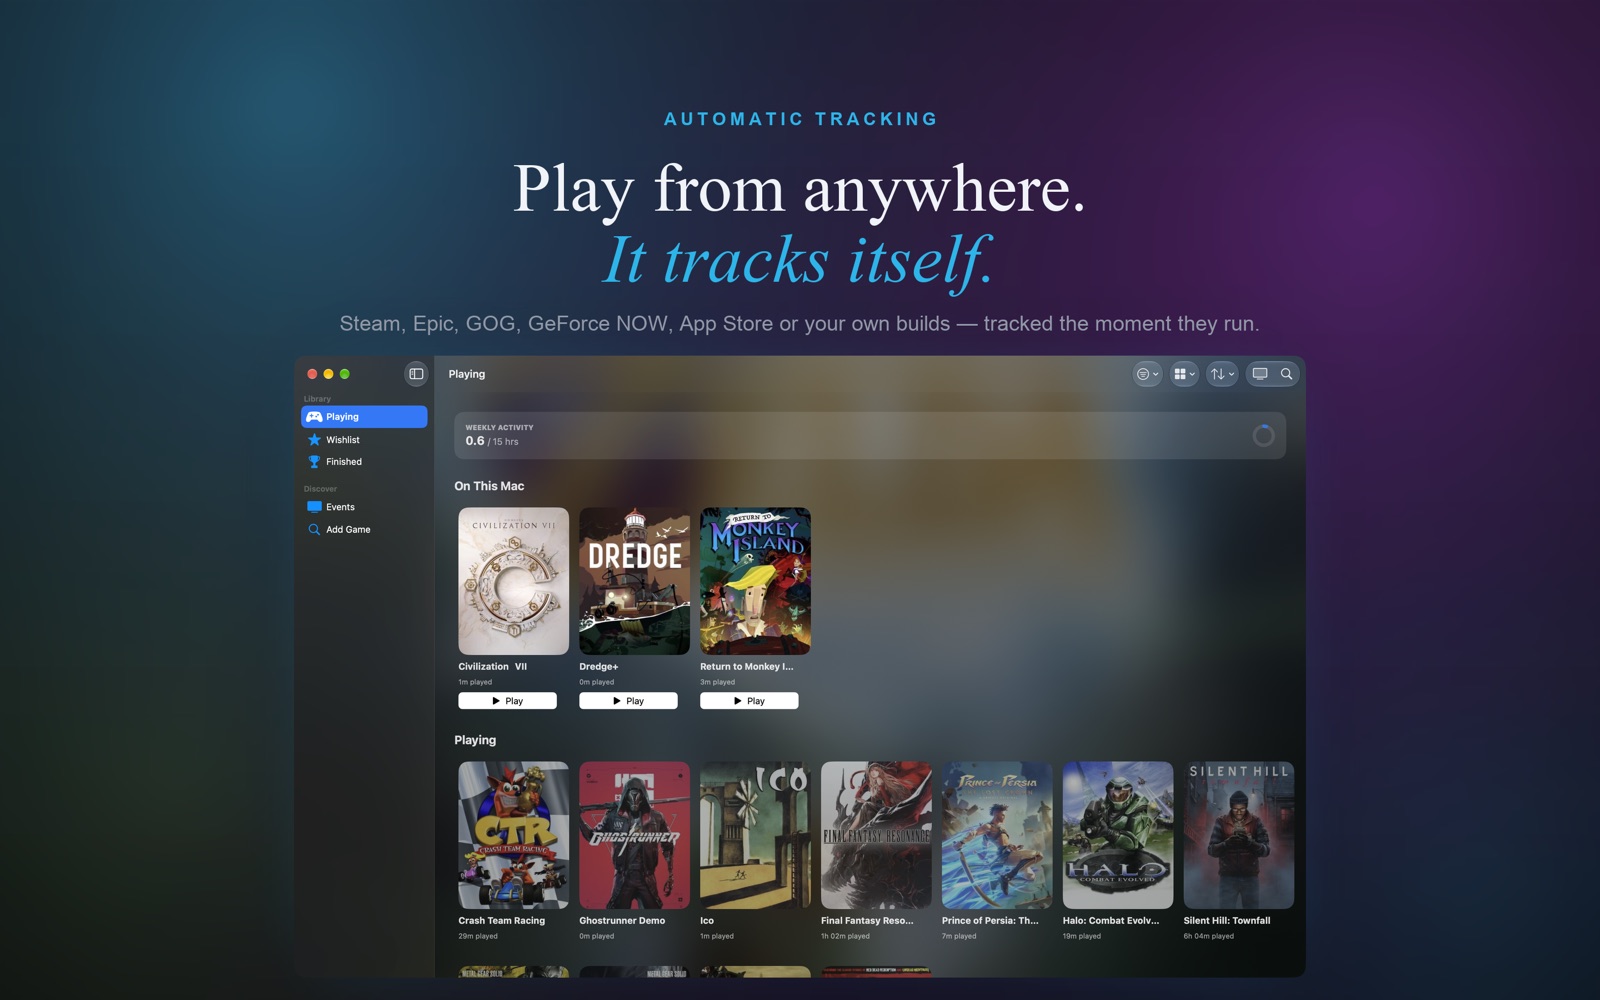 AUTOMATIC TRACKING
Play from anywhere.
It tracks itself.
Steam, Epic, GOG, GeForce NOW, App Store or your own builds — tracked the moment they run.
Playing
Library
Playing
Wishlist
Finished
Discover
Events
Add Game
WEEKLY ACTIVITY
0.6 / 15 hrs
On This Mac
CIVILIZATION VII
DREDGE
RETURN TO
MONKEY
ISLAND
Civilization VII
Dredge+
Return to Monkey I...
1m played
0m played
3m played
Play
Play
Play
Playing
CTR
CRASH TEAM RACING
GHOSTRUNNER
ICO
FINAL FANTASY RESONANCE
PRINCE OF PERSIA
HALO
COMBAT EVOLVED
SILENT HILL
Crash Team Racing
Ghostrunner Demo
Ico
Final Fantasy Reso...
Prince of Persia: Th...
Halo: Combat Evolv...
Silent Hill: Townfall
29m played
0m played
1m played
1h 02m played
7m played
19m played
6h 04m played
METAL GEAR SOLID
METAL GEAR SOLID